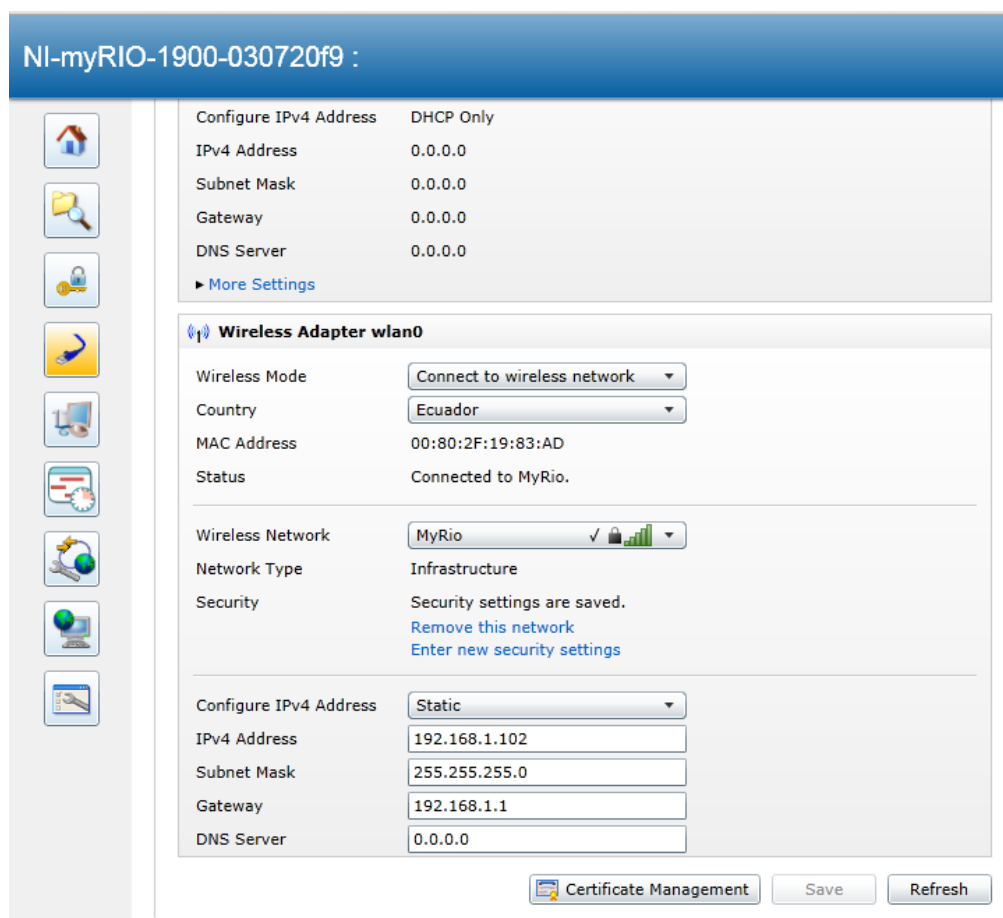 NI-myRIO-1900-030720f9 :
Configure IPv4 Address DHCP Only
IPv4 Address 0.0.0.0
Subnet Mask 0.0.0.0
Gateway 0.0.0.0
DNS Server 0.0.0.0
More Settings
Wireless Adapter wlan0
Wireless Mode Connect to wireless network
Country Ecuador
MAC Address 00:80:2F:19:83:AD
Status Connected to MyRio.
Wireless Network MyRio
Network Type Infrastructure
Security Security settings are saved.
Remove this network
Enter new security settings
Configure IPv4 Address Static
IPv4 Address 192.168.1.102
Subnet Mask 255.255.255.0
Gateway 192.168.1.1
DNS Server 0.0.0.0
Certificate Management Save Refresh